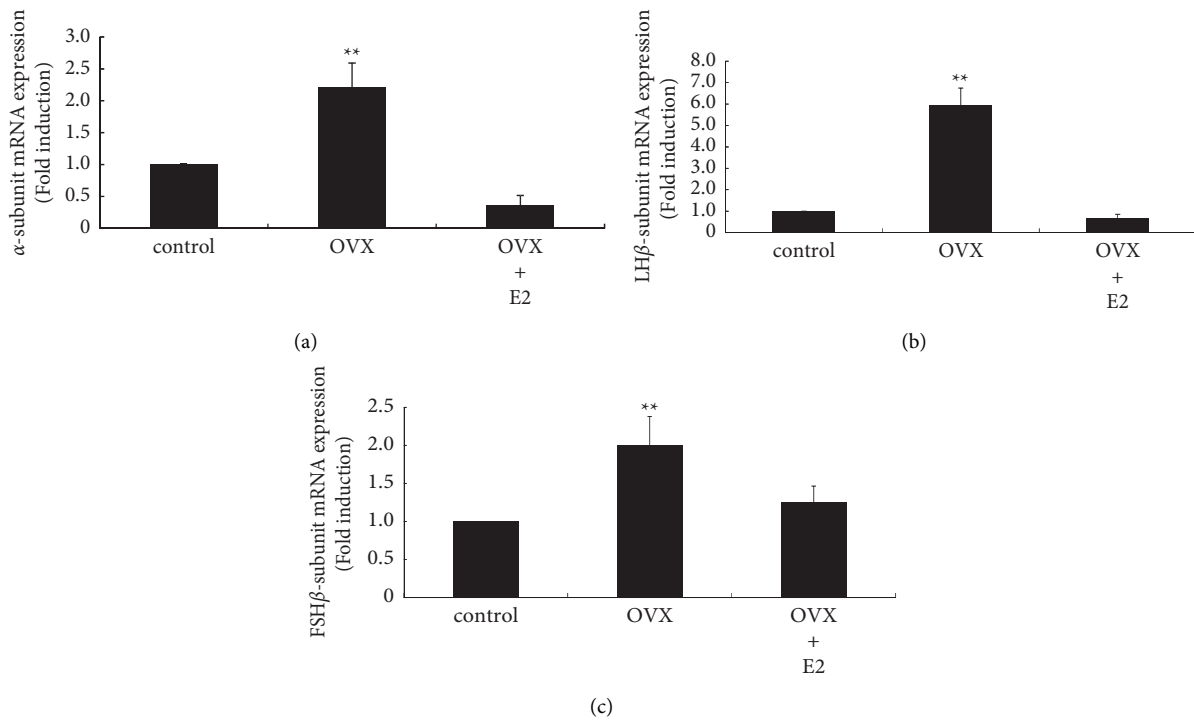 α-subunit mRNA expression
(Fold induction)
3.0
2.5
2.0
1.5
1.0
0.5
0
**
control
OVX
OVX
+
E2
(a)
LHβ-subunit mRNA expression
(Fold induction)
8.0
7.0
6.0
5.0
4.0
3.0
2.0
1.0
0
**
control
OVX
OVX
+
E2
(b)
FSHβ-subunit mRNA expression
(Fold induction)
2.5
2.0
1.5
1.0
0.5
0
**
control
OVX
OVX
+
E2
(c)